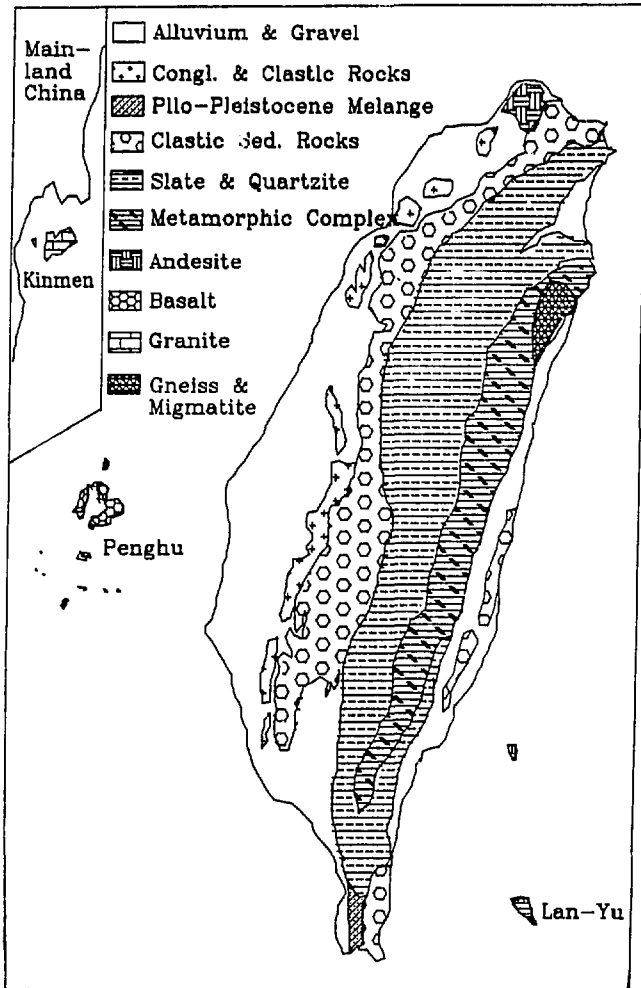 Main-
land
China
Alluvium & Gravel
Congl. & Clastic Rocks
Plio-Pleistocene Melange
Clastic Sed. Rocks
Slate & Quartzite
Metamorphic Complex
Andesite
Basalt
Granite
Gneiss &
Migmatite
Kinmen
Penghu
Lan-Yu